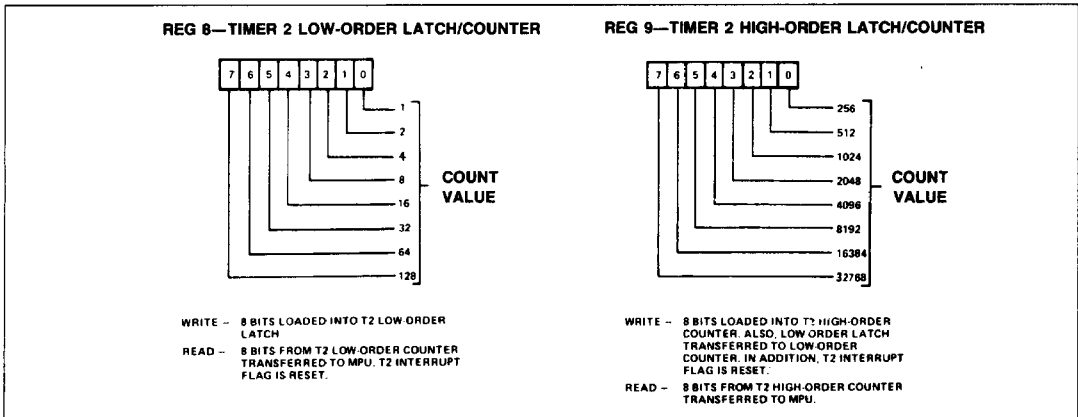 REG 8—TIMER 2 LOW-ORDER LATCH/COUNTER
7 6 5 4 3 2 1 0
1
2
4
8
16
32
64
128
COUNT
VALUE
WRITE – 8 BITS LOADED INTO T2 LOW-ORDER
LATCH
READ – 8 BITS FROM T2 LOW-ORDER COUNTER
TRANSFERRED TO MPU. T2 INTERRUPT
FLAG IS RESET.
REG 9—TIMER 2 HIGH-ORDER LATCH/COUNTER
7 6 5 4 3 2 1 0
256
512
1024
2048
4096
8192
16384
32768
COUNT
VALUE
WRITE – 8 BITS LOADED INTO T2 HIGH-ORDER
COUNTER. ALSO, LOW-ORDER LATCH
TRANSFERRED TO LOW-ORDER
COUNTER. IN ADDITION, T2 INTERRUPT
FLAG IS RESET.
READ – 8 BITS FROM T2 HIGH-ORDER COUNTER
TRANSFERRED TO MPU.